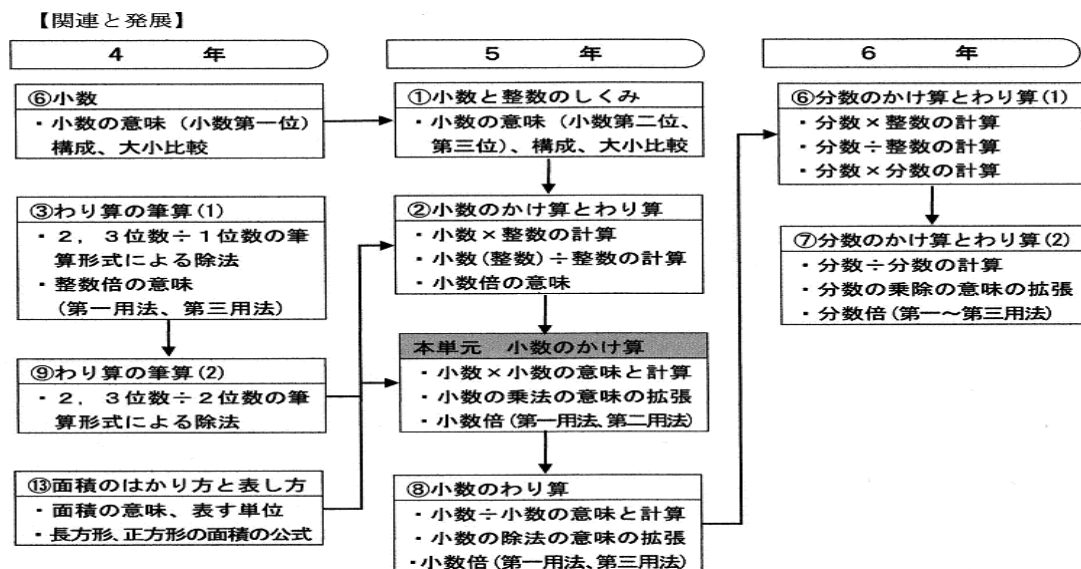 【関連と発展】
4 年
⑥小数
・小数の意味（小数第一位）
構成、大小比較
③わり算の筆算(1)
・２，３位数÷１位数の筆
算形式による除法
・整数倍の意味
(第一用法、第三用法)
⑨わり算の筆算(2)
・２，３位数÷２位数の筆
算形式による除法
⑬面積のはかり方と表し方
・面積の意味、表す単位
・長方形、正方形の面積の公式
5 年
①小数と整数のしくみ
・小数の意味（小数第二位、
第三位）、構成、大小比較
②小数のかけ算とわり算
・小数×整数の計算
・小数(整数)÷整数の計算
・小数倍の意味
本単元 小数のかけ算
・小数×小数の意味と計算
・小数の乗法の意味の拡張
・小数倍(第一用法、第二用法)
⑧小数のわり算
・小数÷小数の意味と計算
・小数の除法の意味の拡張
・小数倍(第一用法、第三用法)
6 年
⑥分数のかけ算とわり算(1)
・分数×整数の計算
・分数÷整数の計算
・分数×分数の計算
⑦分数のかけ算とわり算(2)
・分数÷分数の計算
・分数の乗除の意味の拡張
・分数倍(第一～第三用法)